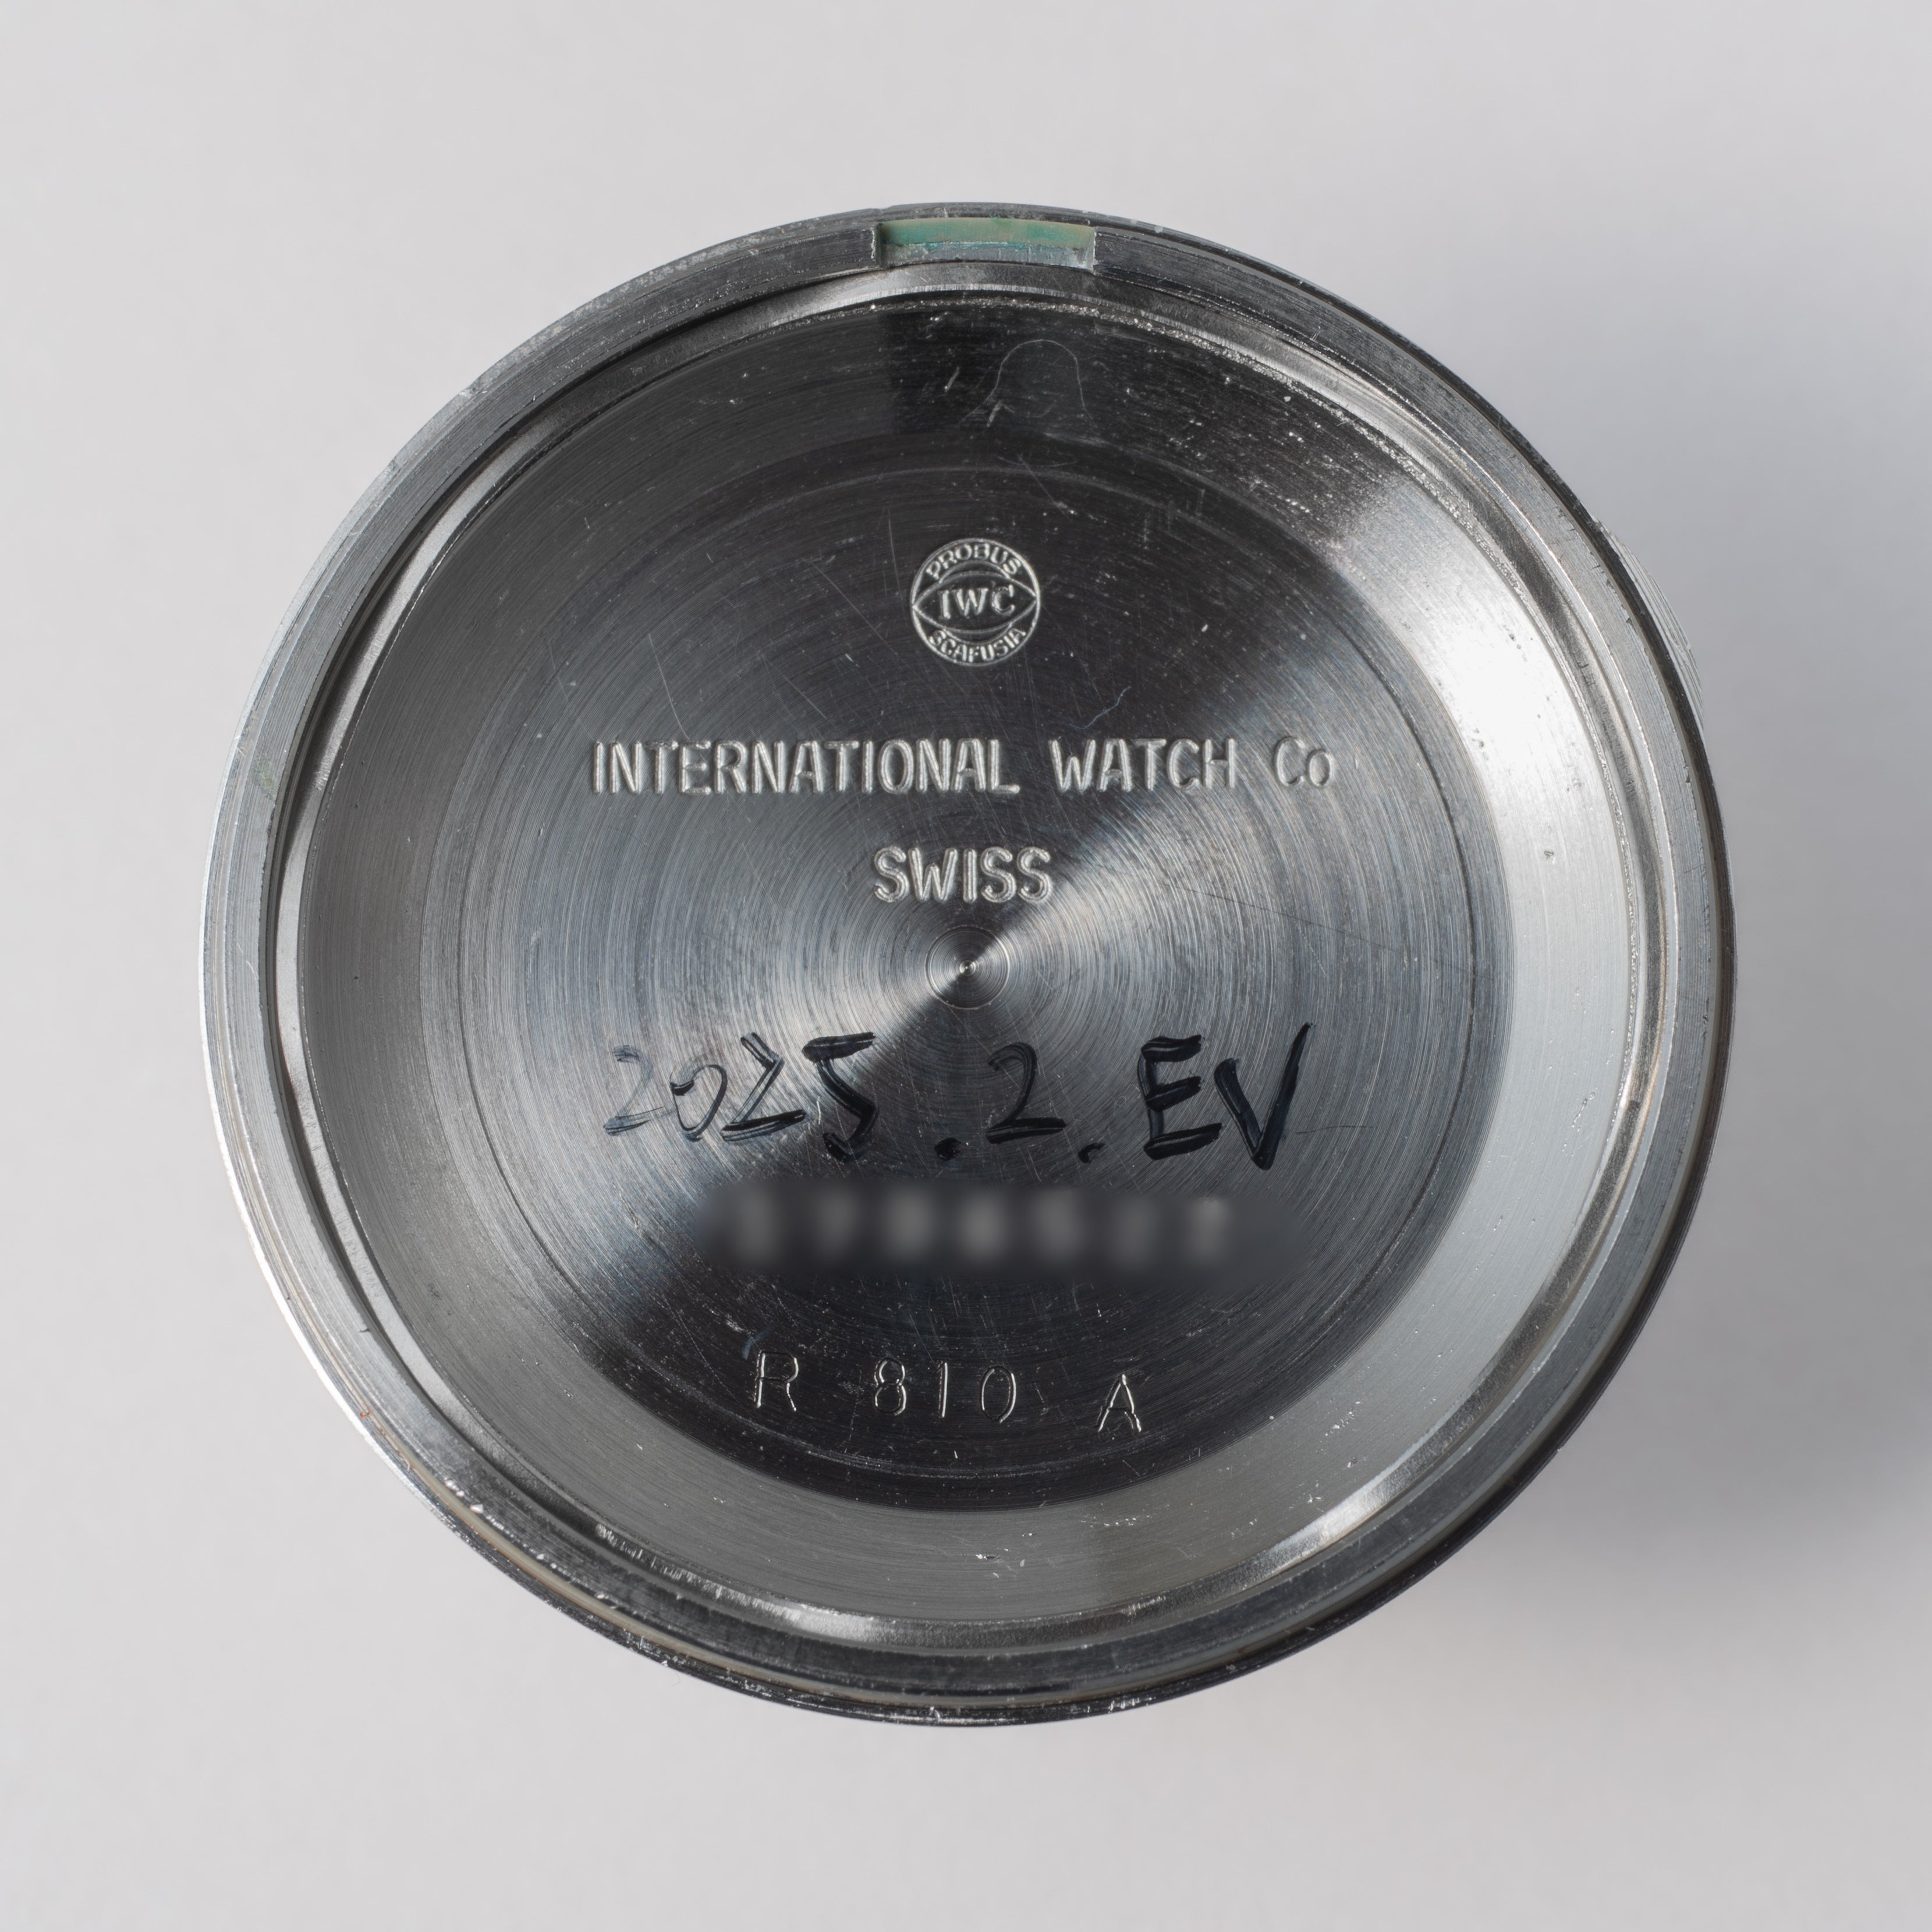 PROBUS
IWC
SCAFUSIA
INTERNATIONAL WATCH Co
SWISS
2025.2.EV
R 810 A